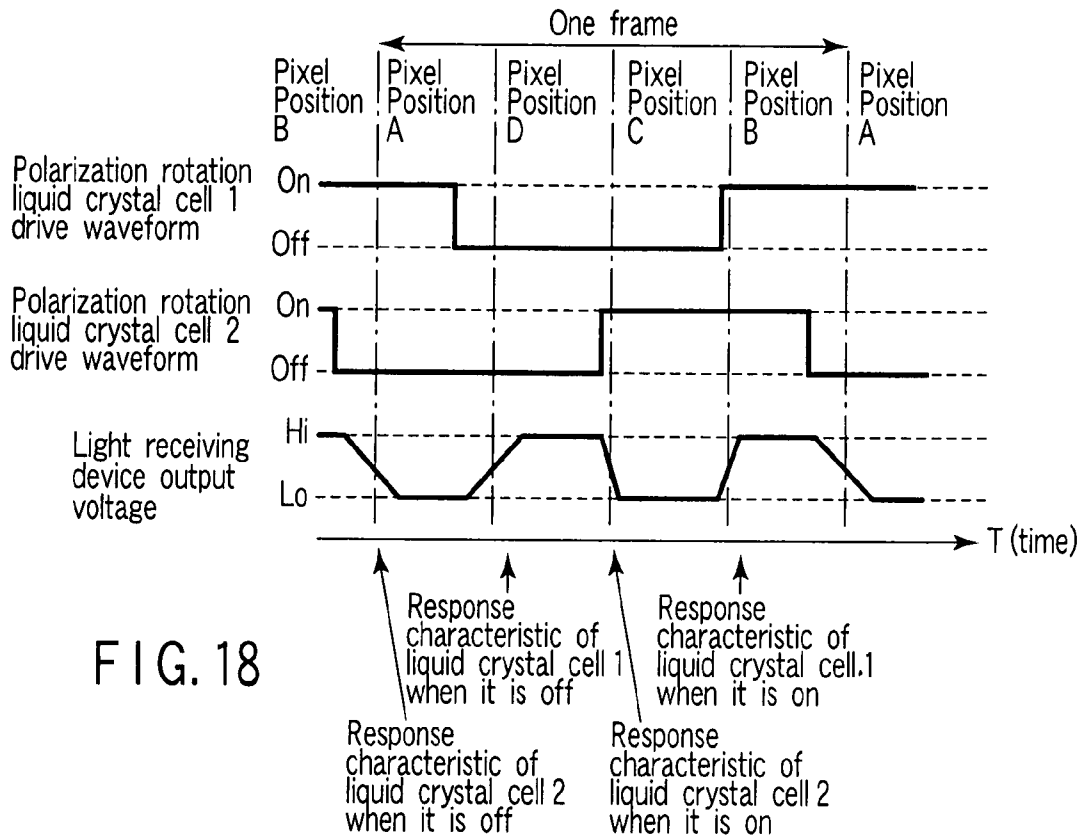 One frame
Pixel Position B
Pixel Position A
Pixel Position D
Pixel Position C
Pixel Position B
Pixel Position A
Polarization rotation
liquid crystal cell 1
drive waveform
On
Off
Polarization rotation
liquid crystal cell 2
drive waveform
On
Off
Light receiving
device output
voltage
Hi
Lo
T (time)
Response
characteristic of
liquid crystal cell 1
when it is off
Response
characteristic of
liquid crystal cell.1
when it is on
FIG. 18
Response
characteristic of
liquid crystal cell 2
when it is off
Response
characteristic of
liquid crystal cell 2
when it is on